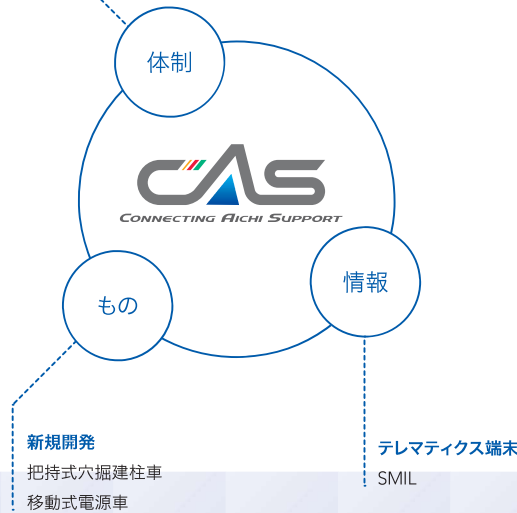 体制
CAS
CONNECTING AICHI SUPPORT
情報
もの
新規開発
把持式穴掘建柱車
移動式電源車
テレマティクス端末
SMIL